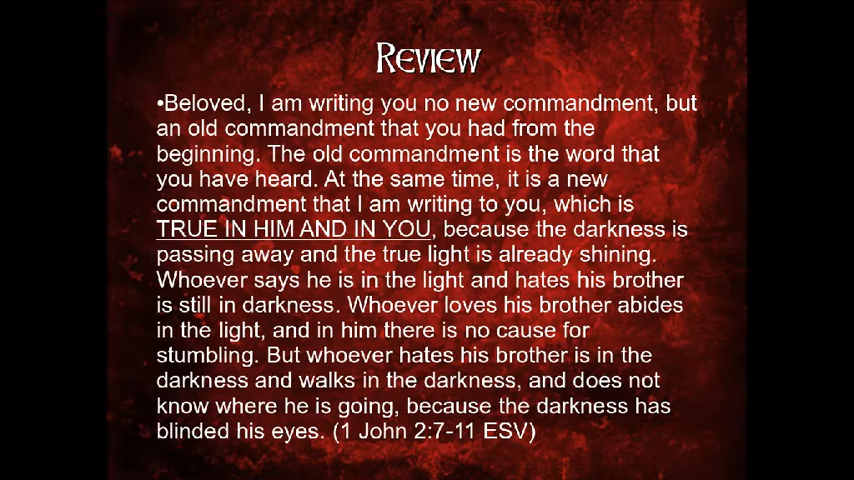 Review
•Beloved, I am writing you no new commandment, but
an old commandment that you had from the
beginning. The old commandment is the word that
you have heard. At the same time, it is a new
commandment that I am writing to you, which is
TRUE IN HIM AND IN YOU, because the darkness is
passing away and the true light is already shining.
Whoever says he is in the light and hates his brother
is still in darkness. Whoever loves his brother abides
in the light, and in him there is no cause for
stumbling. But whoever hates his brother is in the
darkness and walks in the darkness, and does not
know where he is going, because the darkness has
blinded his eyes. (1 John 2:7-11 ESV)